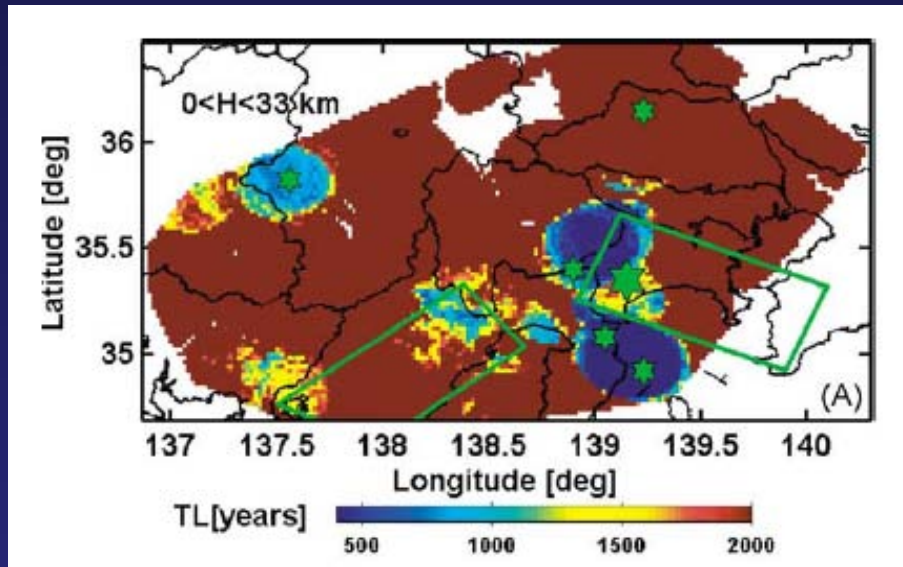 0<H<33 km
Latitude [deg]
36
35.5
35
(A)
137 137.5 138 138.5 139 139.5 140
Longitude [deg]
TL[years]
500 1000 1500 2000